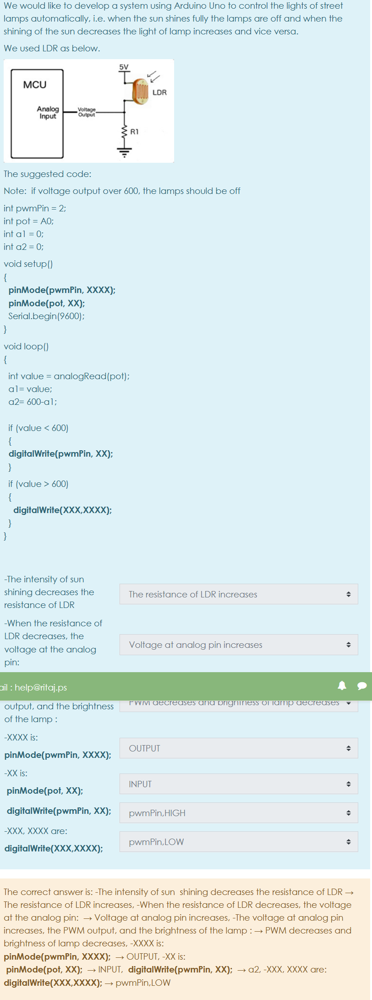 We would like to develop a system using Arduino Uno to control the lights of street
lamps automatically, i.e. when the sun shines fully the lamps are off and when the
shining of the sun decreases the light of lamp increases and vice versa.
We used LDR as below.
5V
MCU
LDR
Analog
Input
Voltage
Output
R1
The suggested code:
Note:  if voltage output over 600, the lamps should be off
int pwmPin = 2;
int pot = A0;
int a1 = 0;
int a2 = 0;
void setup()
{
pinMode(pwmPin, XXXX);
pinMode(pot, XX);
Serial.begin(9600);
}
void loop()
{
int value = analogRead(pot);
a1= value;
a2= 600-a1;
if (value < 600)
{
digitalWrite(pwmPin, XX);
}
if (value > 600)
{
digitalWrite(XXX,XXXX);
}
}
-The intensity of sun
shining decreases the
resistance of LDR
The resistance of LDR increases
-When the resistance of
LDR decreases, the
voltage at the analog
pin:
Voltage at analog pin increases
ail : help@ritaj.ps
output, and the brightness
of the lamp :
PWM decreases and brightness of lamp decreases
-XXXX is:
pinMode(pwmPin, XXXX);
OUTPUT
-XX is:
pinMode(pot, XX);
INPUT
digitalWrite(pwmPin, XX);
pwmPin,HIGH
-XXX, XXXX are:
digitalWrite(XXX,XXXX);
pwmPin,LOW
The correct answer is: -The intensity of sun  shining decreases the resistance of LDR →
The resistance of LDR increases, -When the resistance of LDR decreases, the voltage
at the analog pin:  → Voltage at analog pin increases, -The voltage at analog pin
increases, the PWM output, and the brightness of the lamp : → PWM decreases and
brightness of lamp decreases, -XXXX is:
pinMode(pwmPin, XXXX);  → OUTPUT, -XX is:
pinMode(pot, XX);  → INPUT,  digitalWrite(pwmPin, XX);  → a2, -XXX, XXXX are:
digitalWrite(XXX,XXXX); → pwmPin,LOW